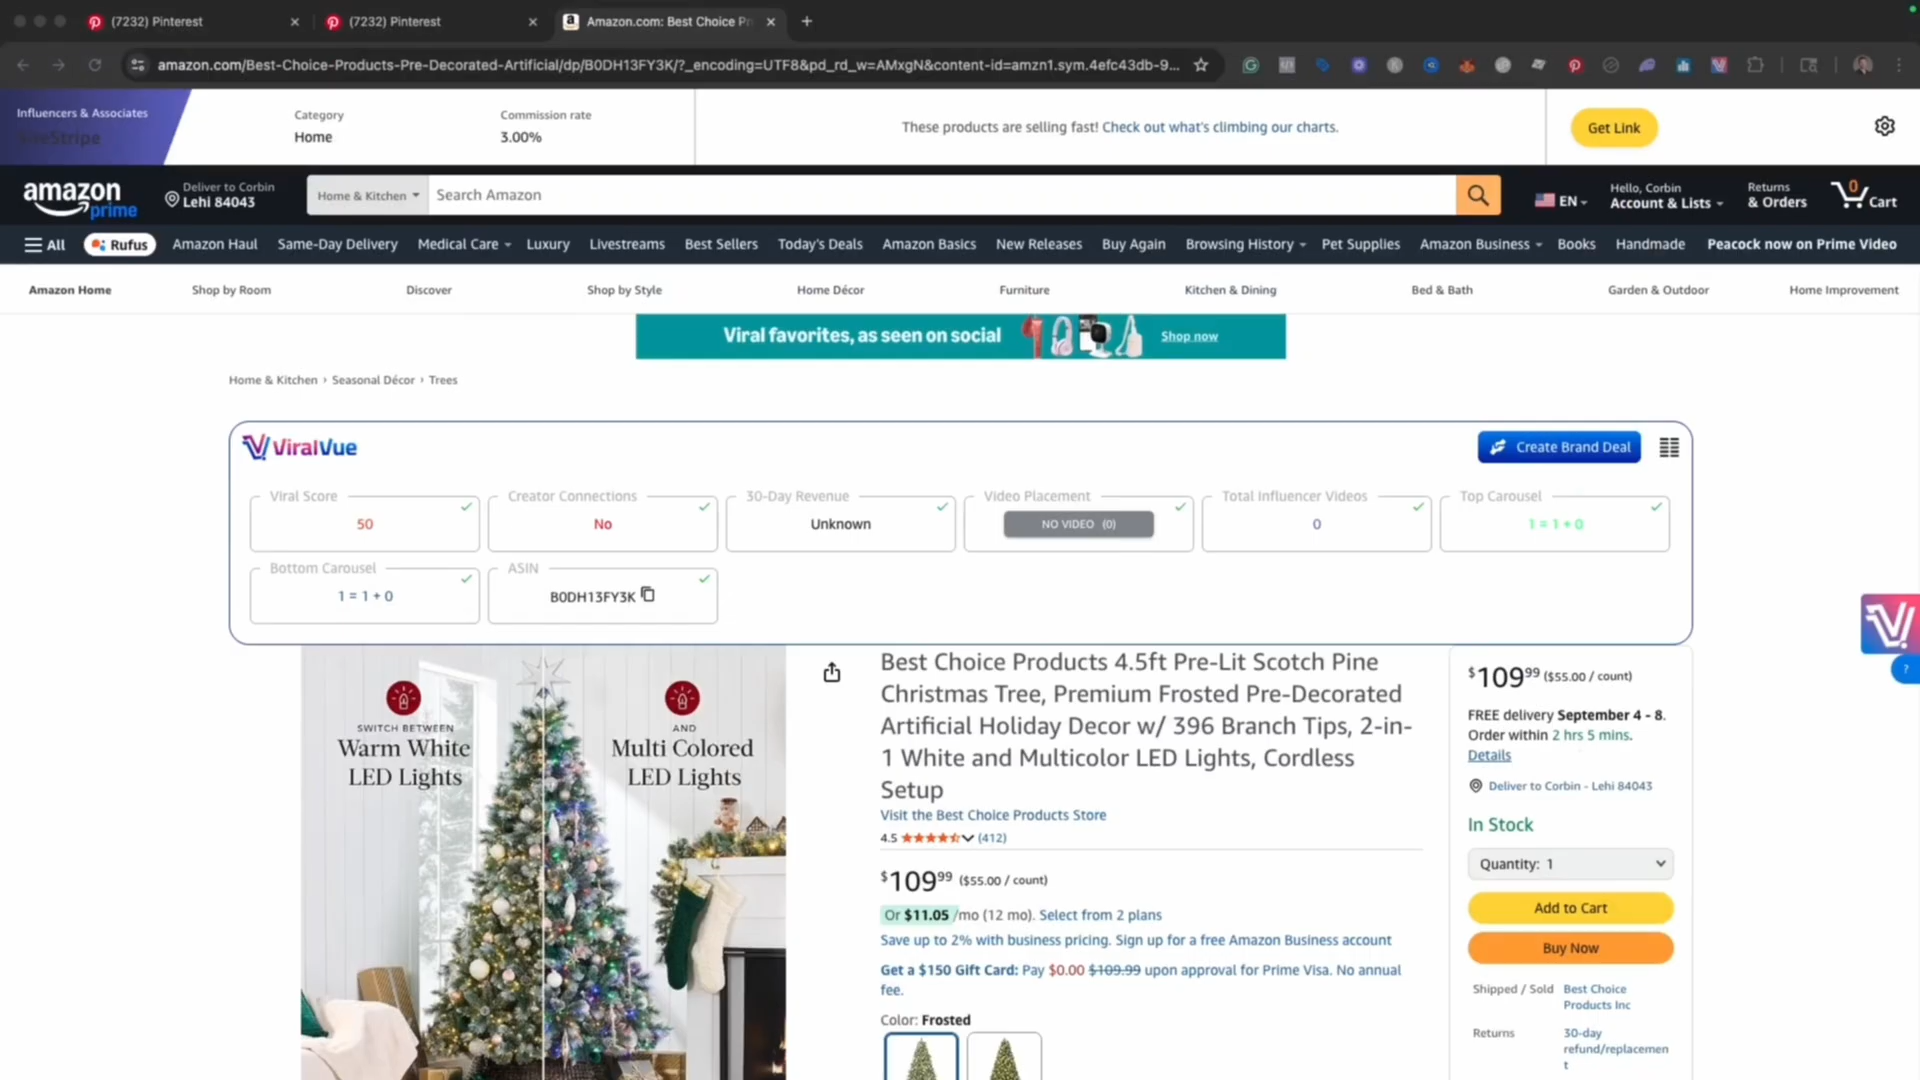 (7232) Pinterest
(7232) Pinterest
Amazon.com: Best Choice Pr
amazon.com/Best-Choice-Products-Pre-Decorated-Artificial/dp/B0DH13FY3K/?_encoding=UTF8&pd_rd_w=AMxgN&content-id=amzn1.sym.4efc43db-9...
Influencers & Associates
SiteStripe
Category
Home
Commission rate
3.00%
These products are selling fast! Check out what's climbing our charts.
Get Link
amazon prime
Deliver to Corbin
Lehi 84043
Home & Kitchen
Search Amazon
EN
Hello, Corbin
Account & Lists
Returns
& Orders
0
Cart
All
Rufus
Amazon Haul
Same-Day Delivery
Medical Care
Luxury
Livestreams
Best Sellers
Today's Deals
Amazon Basics
New Releases
Buy Again
Browsing History
Pet Supplies
Amazon Business
Books
Handmade
Peacock now on Prime Video
Amazon Home
Shop by Room
Discover
Shop by Style
Home Décor
Furniture
Kitchen & Dining
Bed & Bath
Garden & Outdoor
Home Improvement
Viral favorites, as seen on social
Shop now
Home & Kitchen › Seasonal Décor › Trees
ViralVue
Create Brand Deal
Viral Score
50
Creator Connections
No
30-Day Revenue
Unknown
Video Placement
NO VIDEO (0)
Total Influencer Videos
0
Top Carousel
1 = 1 + 0
Bottom Carousel
1 = 1 + 0
ASIN
B0DH13FY3K
SWITCH BETWEEN
Warm White
LED Lights
AND
Multi Colored
LED Lights
Best Choice Products 4.5ft Pre-Lit Scotch Pine
Christmas Tree, Premium Frosted Pre-Decorated
Artificial Holiday Decor w/ 396 Branch Tips, 2-in-
1 White and Multicolor LED Lights, Cordless
Setup
Visit the Best Choice Products Store
4.5 (412)
$109.99 ($55.00 / count)
Or $11.05 /mo (12 mo). Select from 2 plans
Save up to 2% with business pricing. Sign up for a free Amazon Business account
Get a $150 Gift Card: Pay $0.00 $109.99 upon approval for Prime Visa. No annual
fee.
Color: Frosted
$109.99 ($55.00 / count)
FREE delivery September 4 - 8.
Order within 2 hrs 5 mins.
Details
Deliver to Corbin - Lehi 84043
In Stock
Quantity: 1
Add to Cart
Buy Now
Shipped / Sold
Best Choice
Products Inc
Returns
30-day
refund/replacemen
t
?